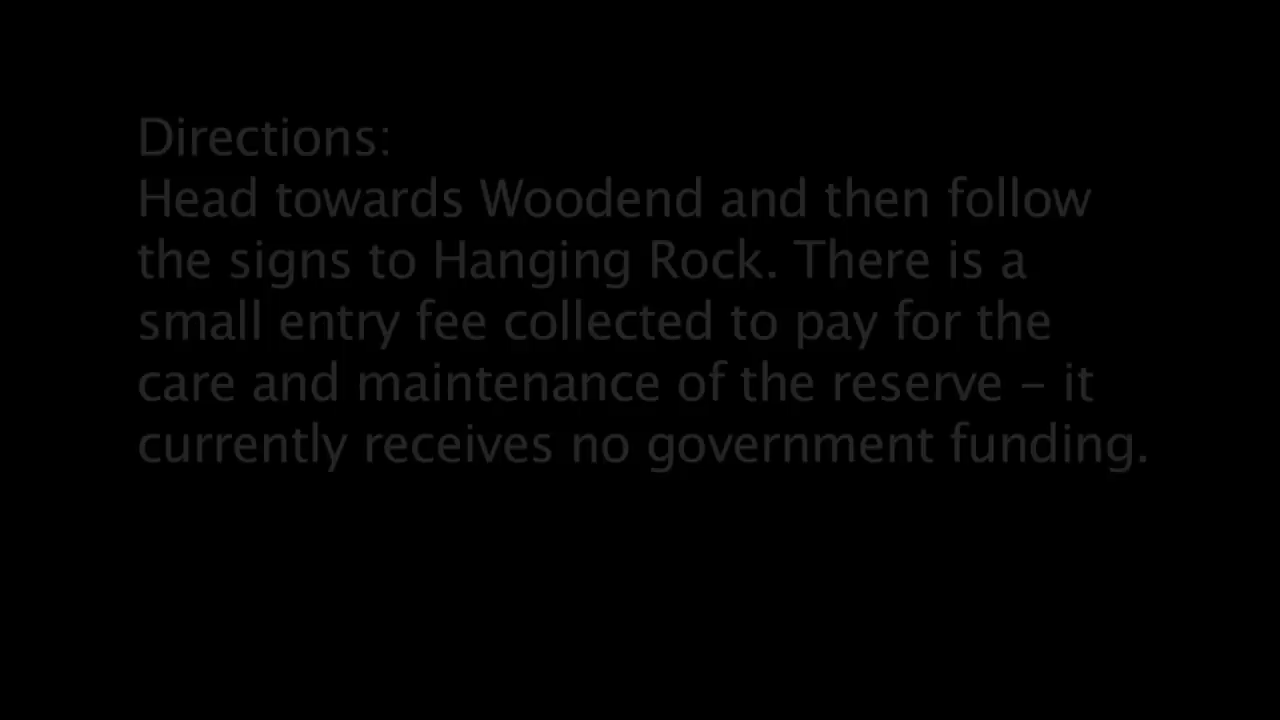 Directions:
Head towards Woodend and then follow
the signs to Hanging Rock. There is a
small entry fee collected to pay for the
care and maintenance of the reserve – it
currently receives no government funding.